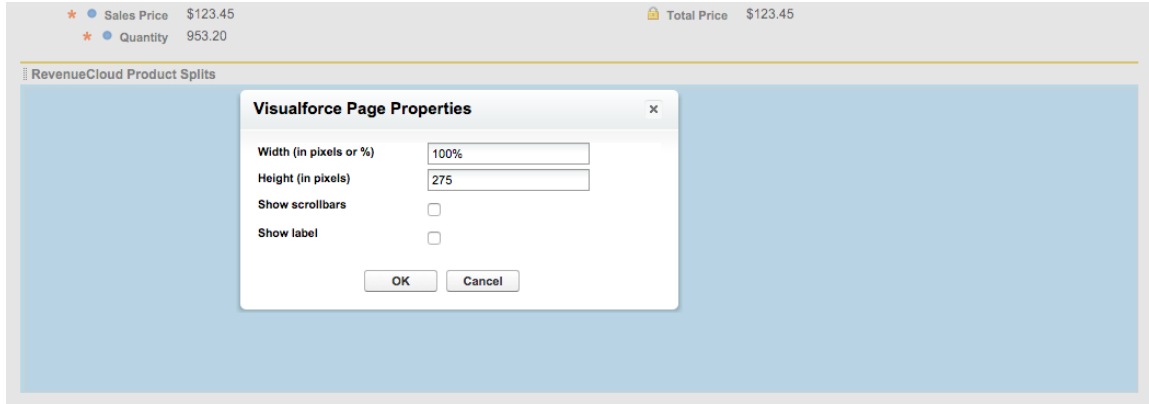 * Sales Price $123.45
Total Price $123.45
* Quantity 953.20
RevenueCloud Product Splits
Visualforce Page Properties
x
Width (in pixels or %) 100%
Height (in pixels) 275
Show scrollbars
Show label
OK Cancel